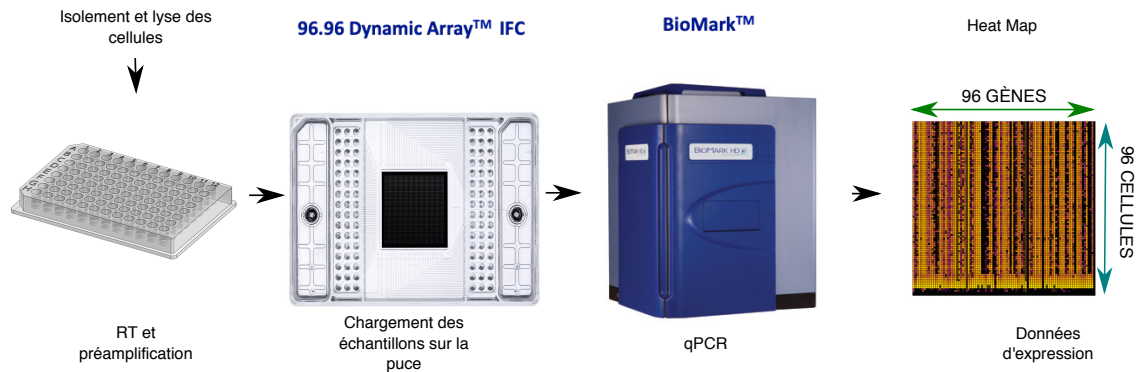 Isolement et lyse des
cellules
96.96 Dynamic Array™ IFC
BioMark™
Heat Map
96 GÈNES
96 CELLULES
BIOMARK HD
RT et
préamplification
Chargement des
échantillons sur la
puce
qPCR
Données
d'expression